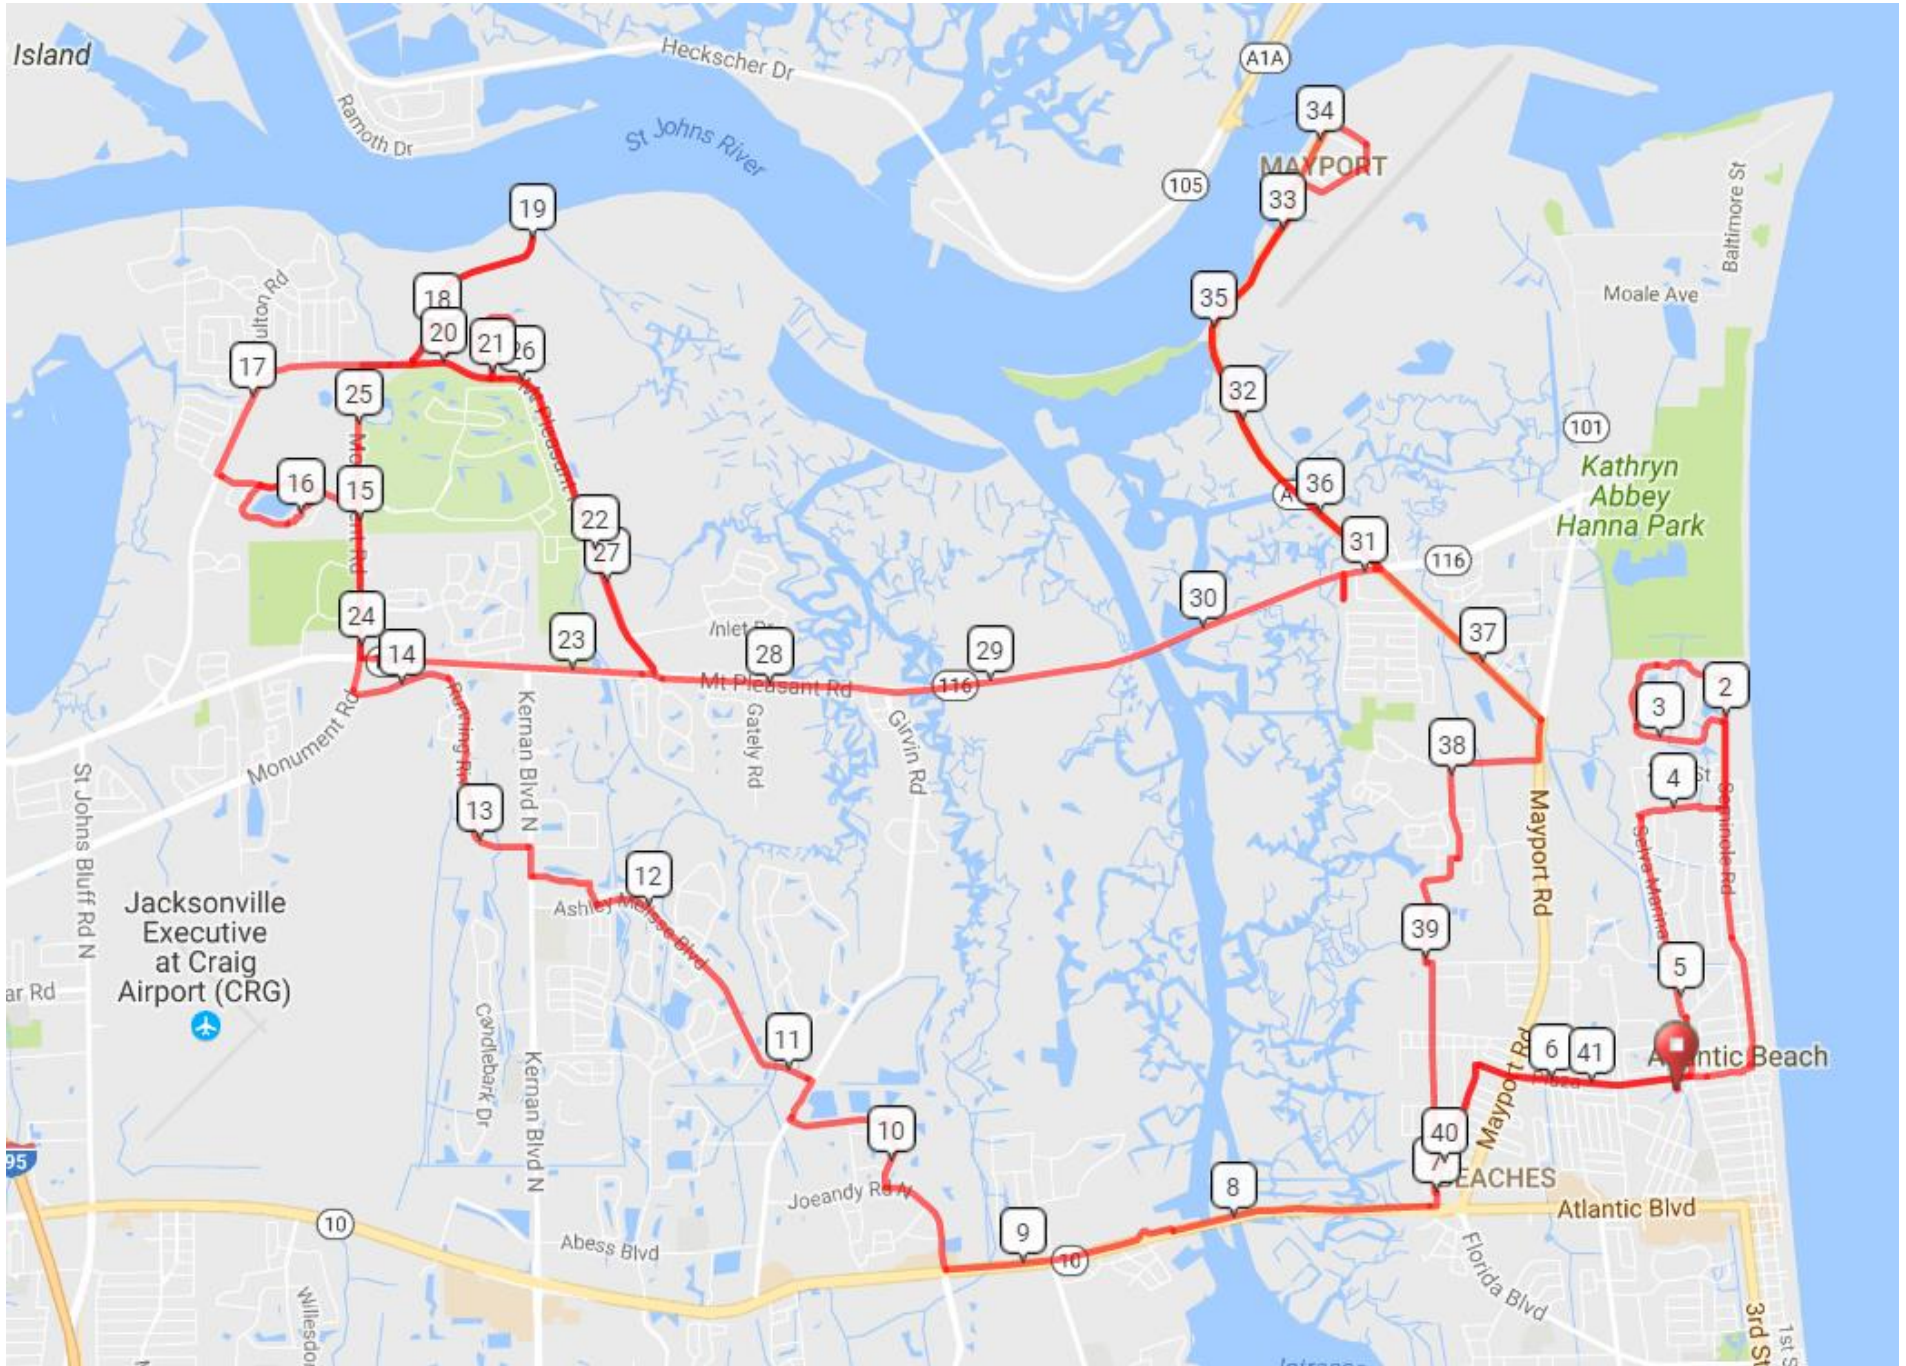 Island
Heckscher Dr
A1A
Ramoth Dr
St Johns River
34
MAYPORT
105
33
19
Baltimore St
35
Moale Ave
18
20
21
26
17
25
32
101
Kathryn
Abbey
Hanna Park
16
15
36
22
31
27
116
30
24
14
23
28
29
37
Mt Pleasant Rd
116
2
3
Kernan Blvd N
Gately Rd
Girvin Rd
Monument Rd
38
4
St Johns Bluff Rd N
13
Mayport Rd
Seminole Rd
Selva Marina
12
Ashley Melisse Blvd
Jacksonville
Executive
at Craig
Airport (CRG)
39
5
ar Rd
Candlebark Dr
11
6
41
Atlantic Beach
Plaza
Kernan Blvd N
Mayport Rd
10
40
7
95
BEACHES
Joeandy Rd N
8
Atlantic Blvd
10
9
Abess Blvd
10
Florida Blvd
3rd St
1st S